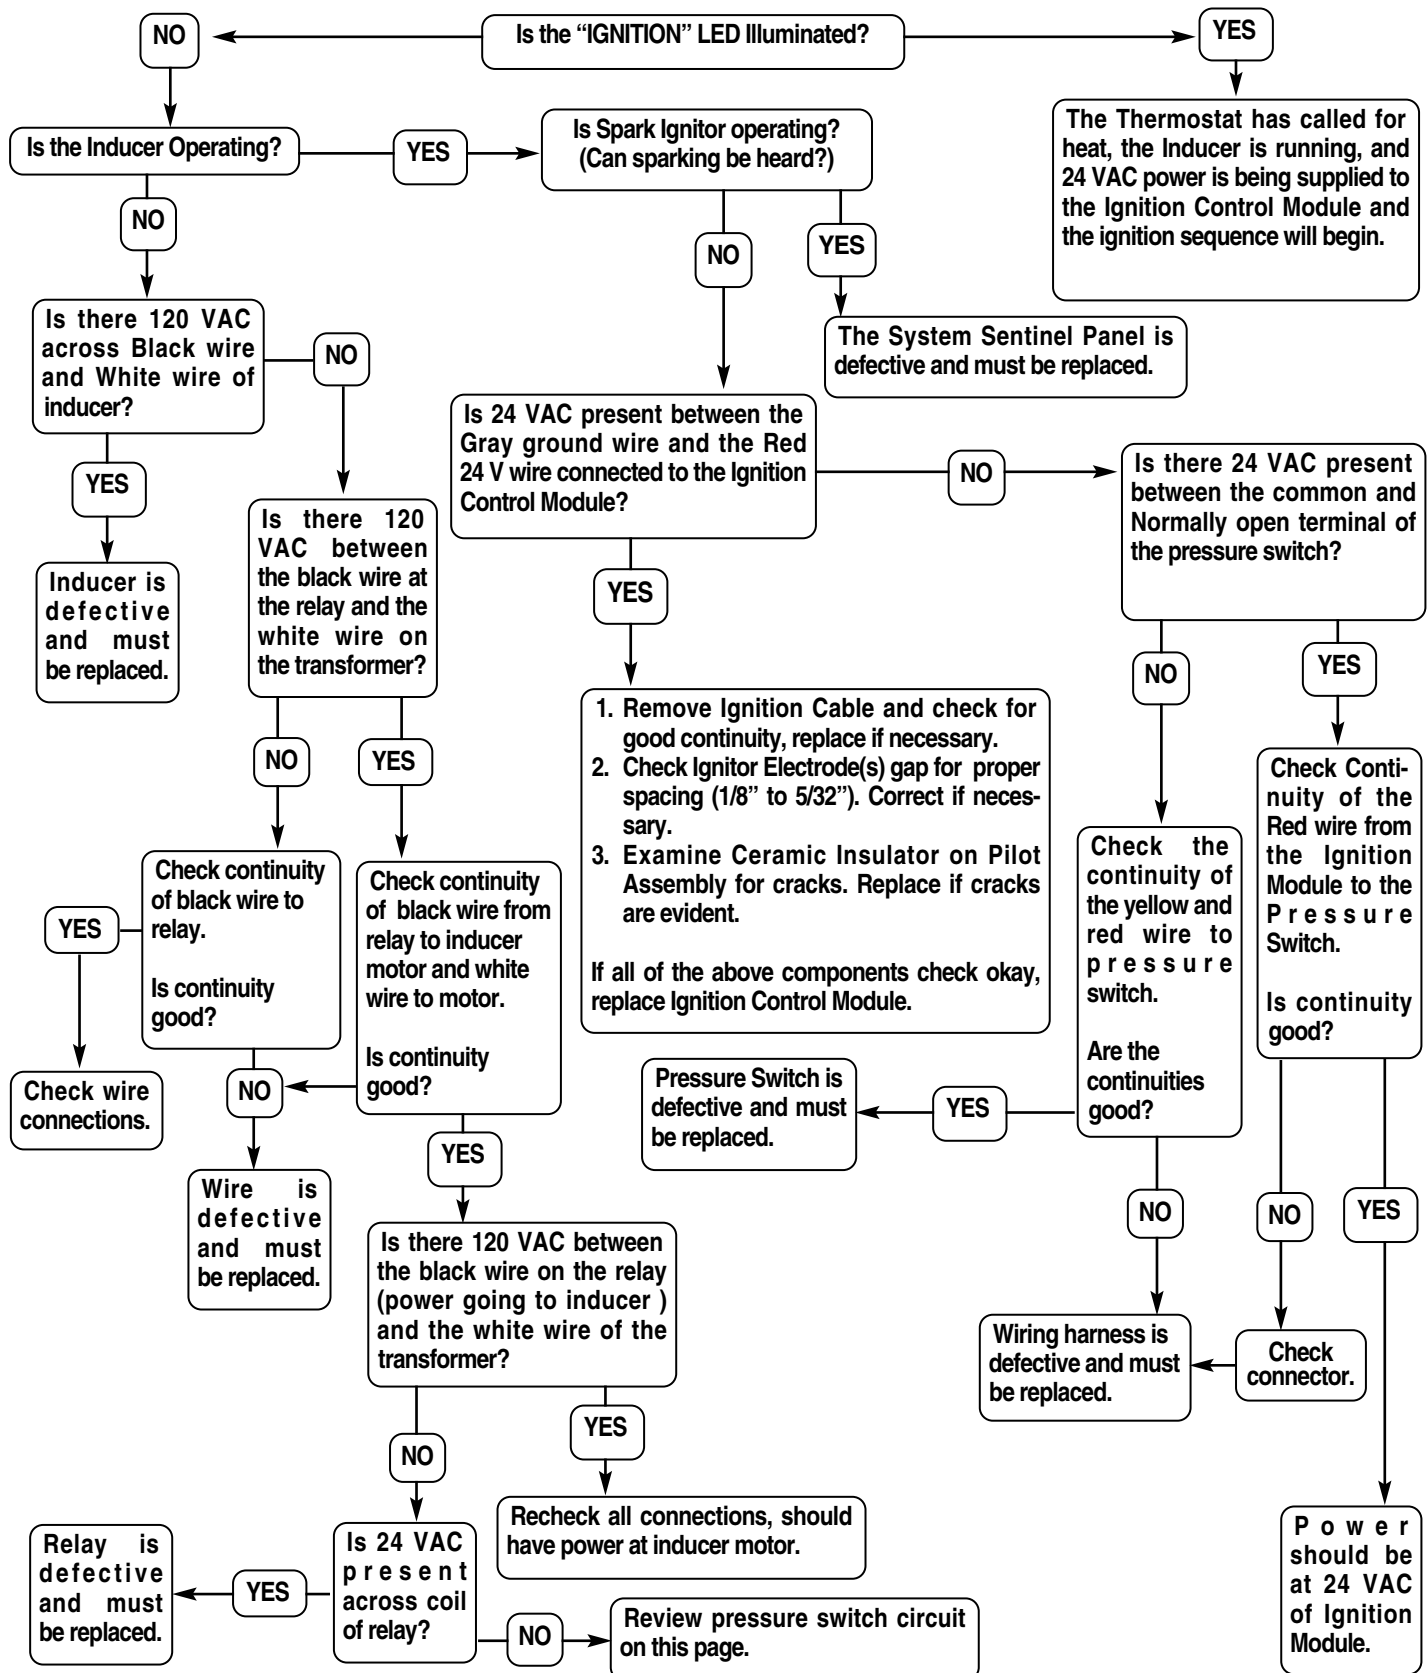 NO
Is the “IGNITION” LED Illuminated?
YES
Is the Inducer Operating?
YES
Is Spark Ignitor operating?
(Can sparking be heard?)
The Thermostat has called for
heat, the Inducer is running, and
24 VAC power is being supplied to
the Ignition Control Module and
the ignition sequence will begin.
NO
NO
YES
Is there 120 VAC
across Black wire
and White wire of
inducer?
NO
The System Sentinel Panel is
defective and must be replaced.
YES
Is 24 VAC present between the
Gray ground wire and the Red
24 V wire connected to the Ignition
Control Module?
NO
Is there 24 VAC present
between the common and
Normally open terminal of
the pressure switch?
Inducer is
defective
and must
be replaced.
Is there 120
VAC between
the black wire at
the relay and the
white wire on
the transformer?
YES
NO
YES
NO
YES
1. Remove Ignition Cable and check for
good continuity, replace if necessary.
2. Check Ignitor Electrode(s) gap for proper
spacing (1/8” to 5/32”). Correct if neces-
sary.
3. Examine Ceramic Insulator on Pilot
Assembly for cracks. Replace if cracks
are evident.
If all of the above components check okay,
replace Ignition Control Module.
Check the
continuity of
the yellow and
red wire to
pressure
switch.
Are the
continuities
good?
Check Conti-
nuity of the
Red wire from
the Ignition
Module to the
Pressure
Switch.
Is continuity
good?
YES
Check continuity
of black wire to
relay.
Is continuity
good?
Check continuity
of black wire from
relay to inducer
motor and white
wire to motor.
Is continuity
good?
Check wire
connections.
NO
Pressure Switch is
defective and must
be replaced.
YES
YES
Wire is
defective
and must
be replaced.
NO
NO
YES
Is there 120 VAC between
the black wire on the relay
(power going to inducer )
and the white wire of the
transformer?
Wiring harness is
defective and must
be replaced.
Check
connector.
NO
YES
Recheck all connections, should
have power at inducer motor.
Power
should be
at 24 VAC
of Ignition
Module.
Relay is
defective
and must
be replaced.
YES
Is 24 VAC
present
across coil
of relay?
NO
Review pressure switch circuit
on this page.